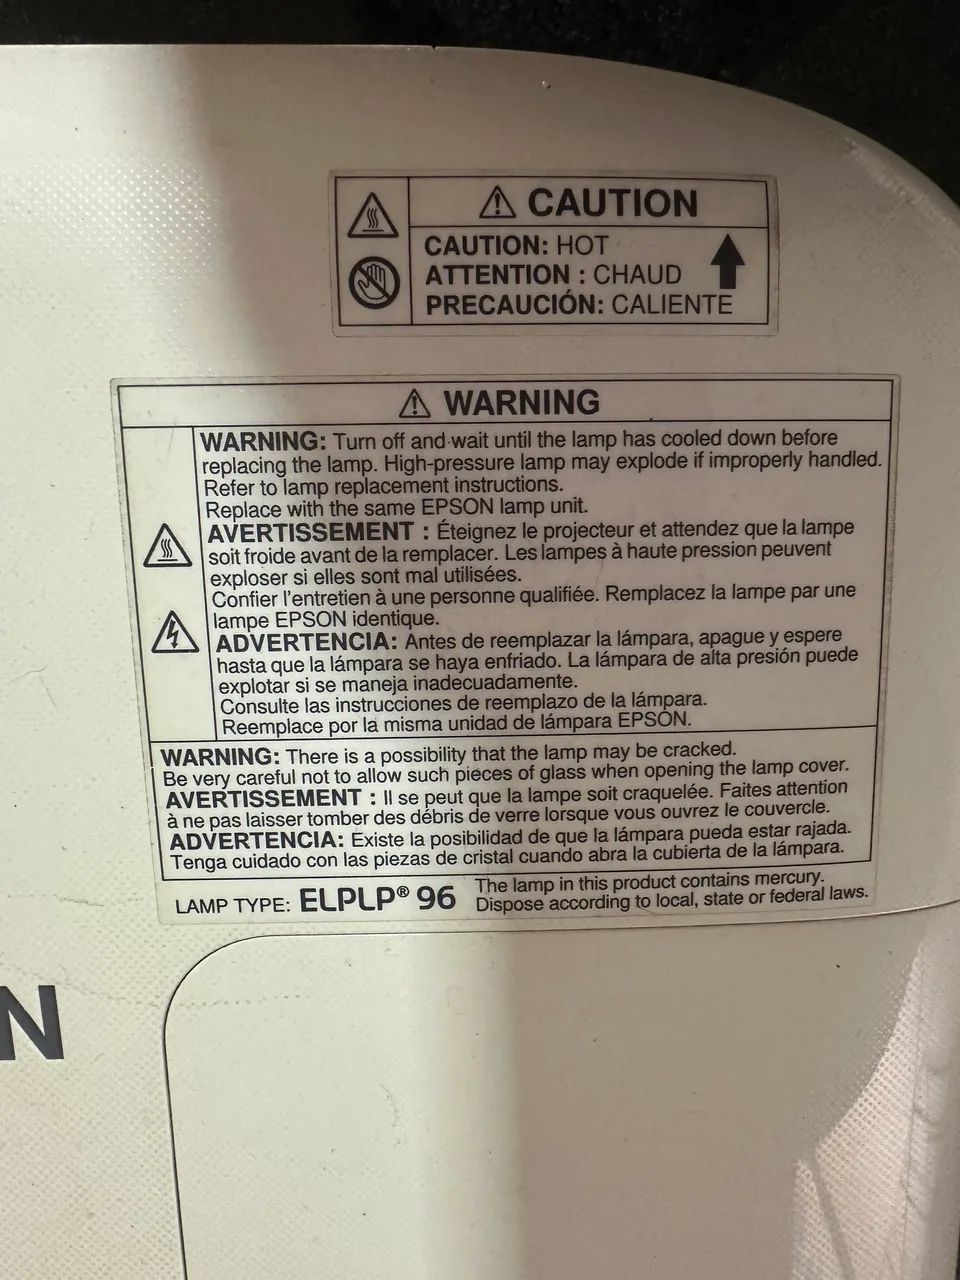 CAUTION
CAUTION: HOT
ATTENTION : CHAUD
PRECAUCIÓN: CALIENTE
WARNING
WARNING: Turn off and wait until the lamp has cooled down before
replacing the lamp. High-pressure lamp may explode if improperly handled.
Refer to lamp replacement instructions.
Replace with the same EPSON lamp unit.
AVERTISSEMENT : Éteignez le projecteur et attendez que la lampe
soit froide avant de la remplacer. Les lampes à haute pression peuvent
exploser si elles sont mal utilisées.
Confier l'entretien à une personne qualifiée. Remplacez la lampe par une
lampe EPSON identique.
ADVERTENCIA: Antes de reemplazar la lámpara, apague y espere
hasta que la lámpara se haya enfriado. La lámpara de alta presión puede
explotar si se maneja inadecuadamente.
Consulte las instrucciones de reemplazo de la lámpara.
Reemplace por la misma unidad de lámpara EPSON.
WARNING: There is a possibility that the lamp may be cracked.
Be very careful not to allow such pieces of glass when opening the lamp cover.
AVERTISSEMENT : Il se peut que la lampe soit craquelée. Faites attention
à ne pas laisser tomber des débris de verre lorsque vous ouvrez le couvercle.
ADVERTENCIA: Existe la posibilidad de que la lámpara pueda estar rajada.
Tenga cuidado con las piezas de cristal cuando abra la cubierta de la lámpara.
LAMP TYPE: ELPLP® 96
The lamp in this product contains mercury.
Dispose according to local, state or federal laws.
N